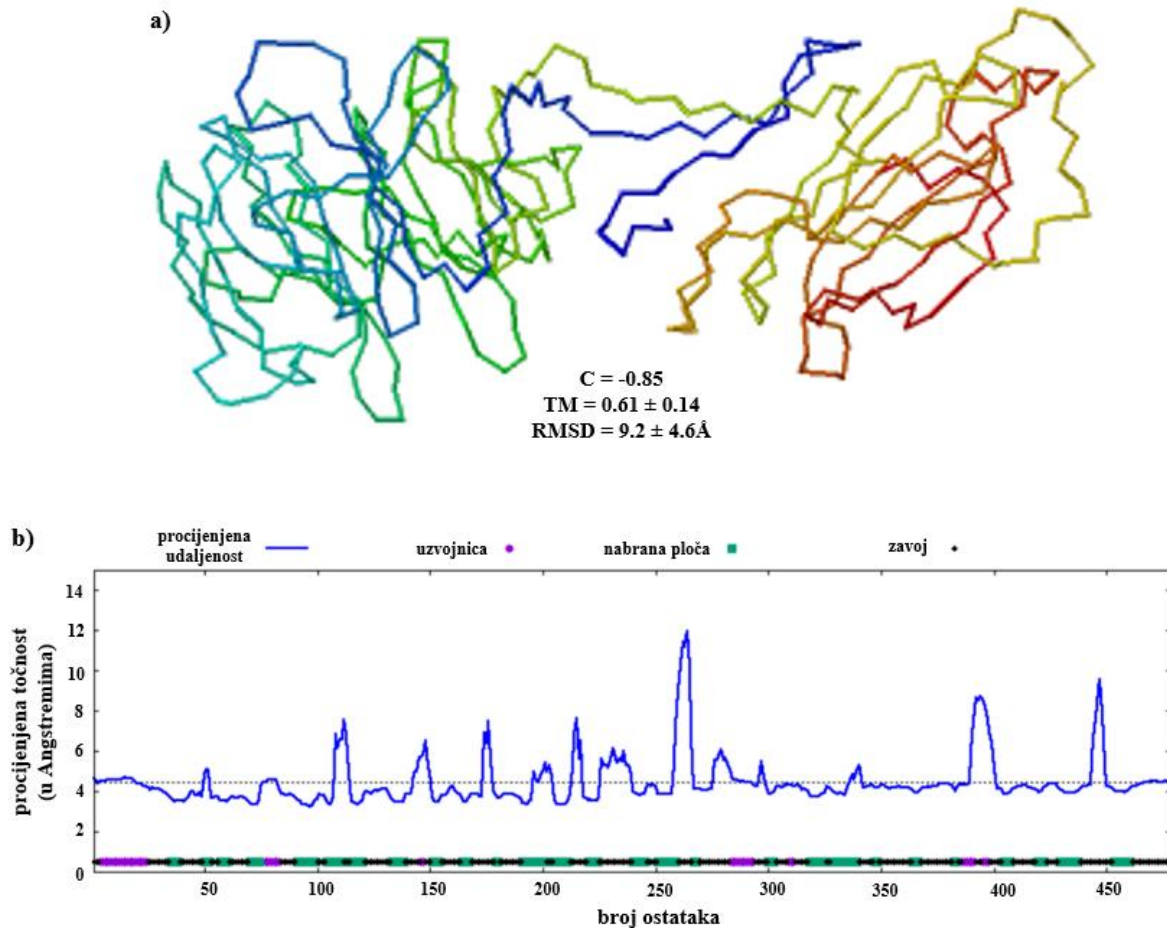 a)
C = -0.85
TM = 0.61 ± 0.14
RMSD = 9.2 ± 4.6Å
b)
procijenjena
udaljenost
uzvojnica
nabrana ploča
zavoj
procijenjena točnost
(u Angstremima)
14
12
10
8
6
4
2
0
50
100
150
200
250
300
350
400
450
broj ostataka